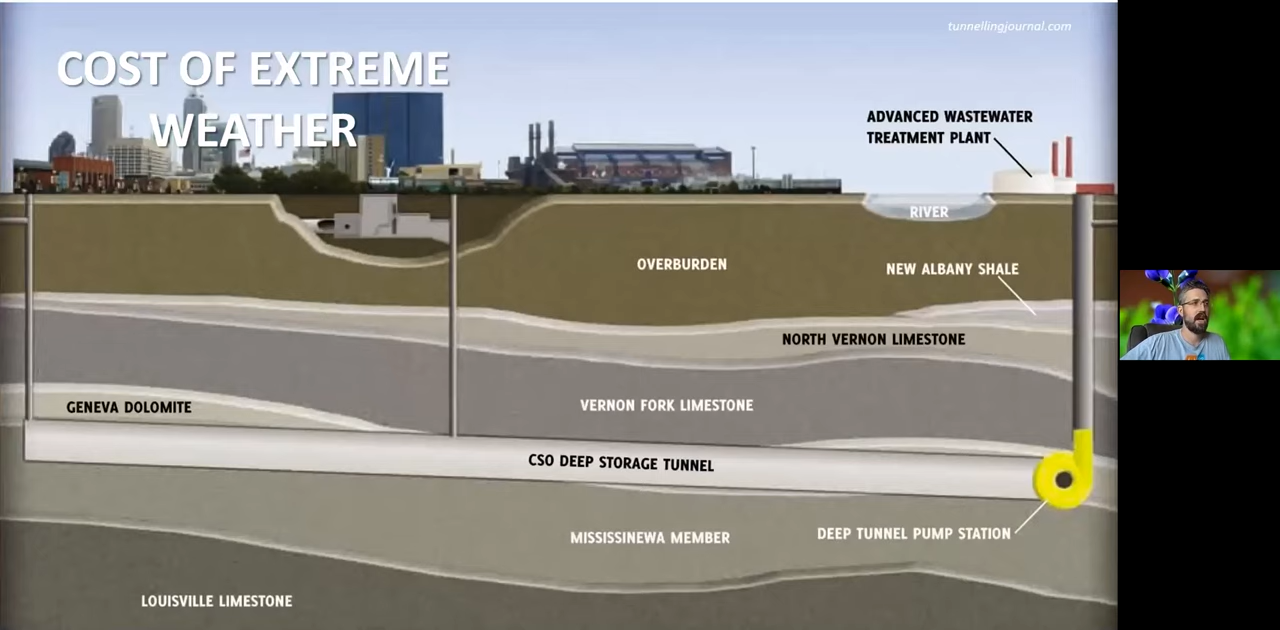 tunnellingjournal.com
COST OF EXTREME
WEATHER
ADVANCED WASTEWATER
TREATMENT PLANT
RIVER
OVERBURDEN
NEW ALBANY SHALE
NORTH VERNON LIMESTONE
GENEVA DOLOMITE
VERNON FORK LIMESTONE
CSO DEEP STORAGE TUNNEL
MISSISSINEWA MEMBER
DEEP TUNNEL PUMP STATION
LOUISVILLE LIMESTONE